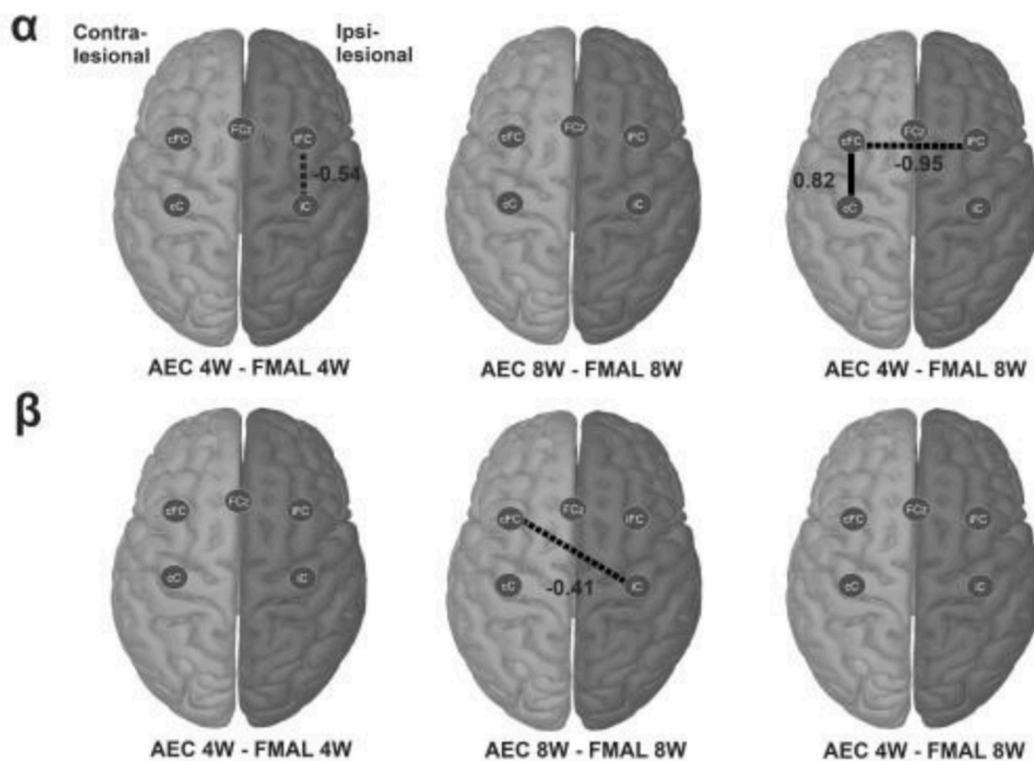 α
Contra-
lesional
Ipsi-
lesional
cFC
FCz
iFC
-0.54
cC
iC
AEC 4W - FMAL 4W
cFC
FCz
iFC
cC
iC
AEC 8W - FMAL 8W
cFC
FCz
iFC
-0.95
0.82
cC
iC
AEC 4W - FMAL 8W
β
cFC
FCz
iFC
cC
iC
AEC 4W - FMAL 4W
cFC
FCz
iFC
cC
-0.41
iC
AEC 8W - FMAL 8W
cFC
FCz
iFC
cC
iC
AEC 4W - FMAL 8W